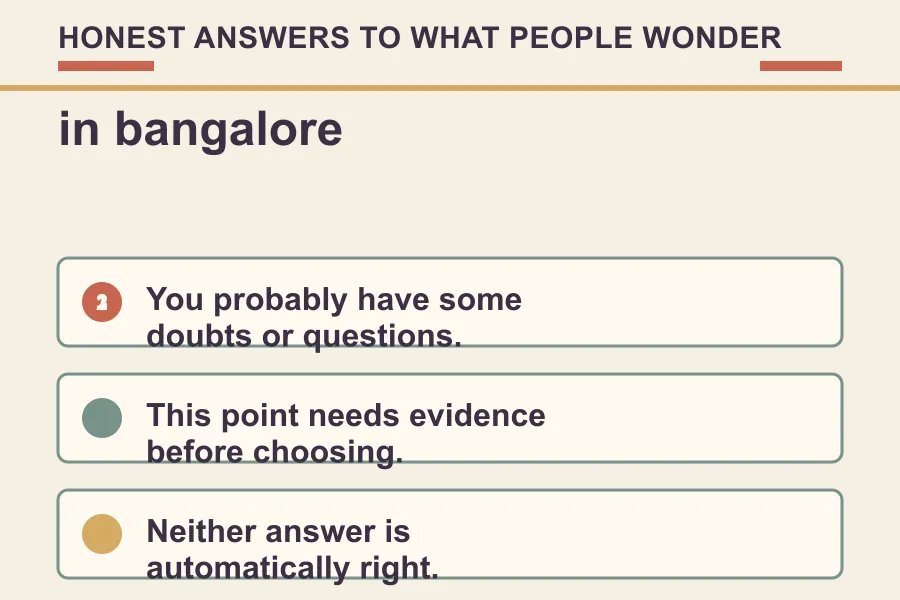 HONEST ANSWERS TO WHAT PEOPLE WONDER
in bangalore
You probably have some
doubts or questions.
This point needs evidence
before choosing.
Neither answer is
automatically right.